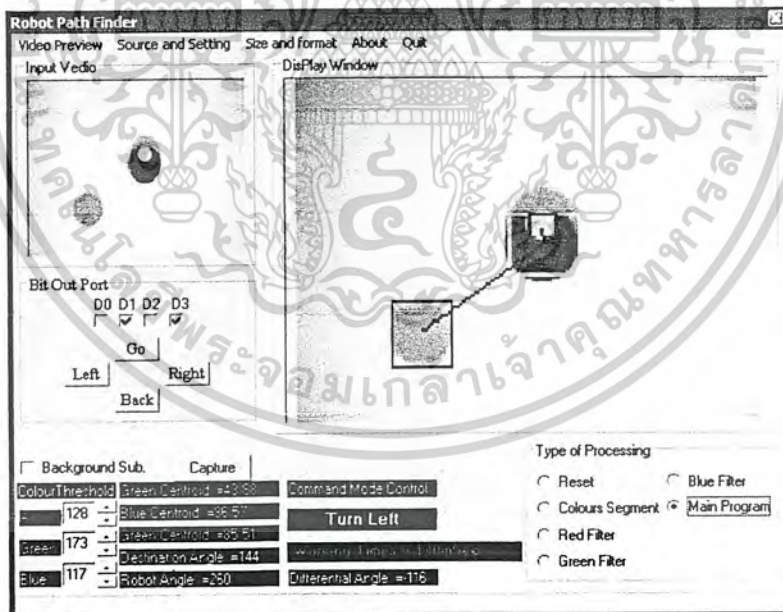 Robot Path Finder
Video Preview Source and Setting Size and format About Quit
Input Vedio
DisPlay Window
Bit Out Port
D0 D1 D2 D3
Go
Left Right
Back
Background Sub. Capture
Type of Processing
Reset Blue Filter
Colours Segment Main Program
Red Filter
Green Filter
ColourThreshold Green Centroid =43.88 Command Mode Control
128 Blue Centroid =36.57 Turn Left
Green 173 Green Centroid =85.51
Destination Angle =144
Blue 117 Robot Angle =260 Differential Angle =-116